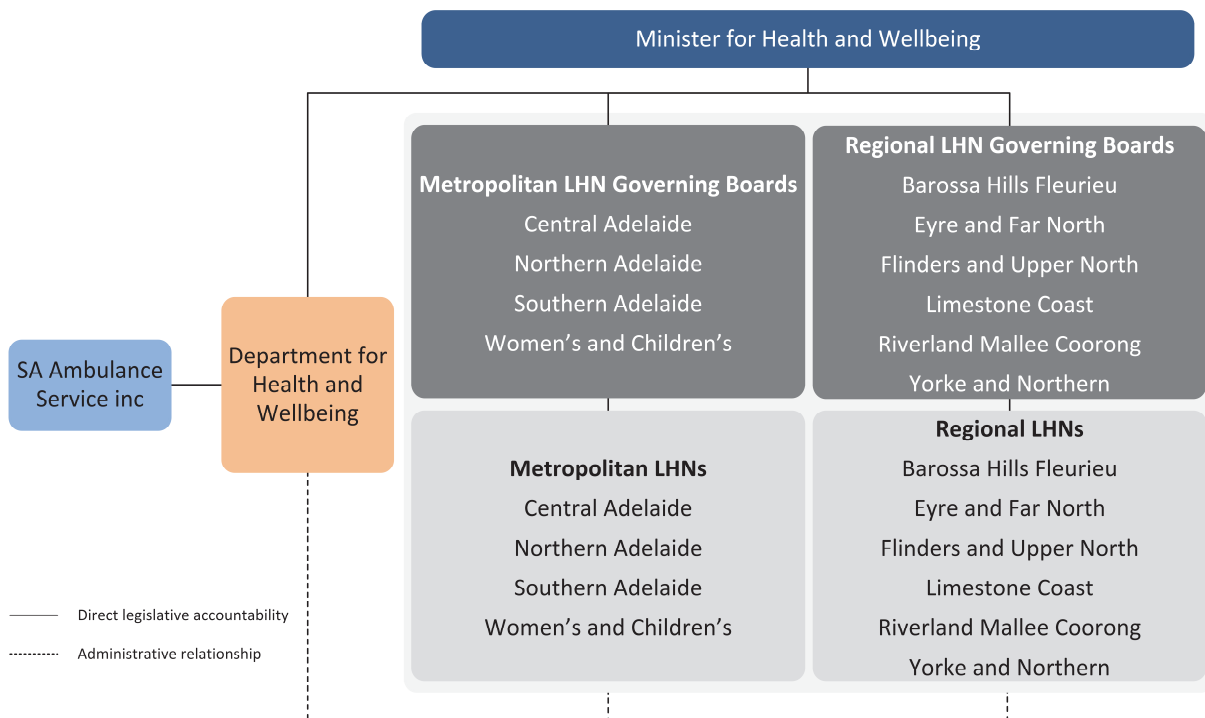 Minister for Health and Wellbeing
Metropolitan LHN Governing Boards
Central Adelaide
Northern Adelaide
Southern Adelaide
Women’s and Children’s
Regional LHN Governing Boards
Barossa Hills Fleurieu
Eyre and Far North
Flinders and Upper North
Limestone Coast
Riverland Mallee Coorong
Yorke and Northern
SA Ambulance
Service inc
Department for
Health and
Wellbeing
Metropolitan LHNs
Central Adelaide
Northern Adelaide
Southern Adelaide
Women’s and Children’s
Regional LHNs
Barossa Hills Fleurieu
Eyre and Far North
Flinders and Upper North
Limestone Coast
Riverland Mallee Coorong
Yorke and Northern
Direct legislative accountability
Administrative relationship